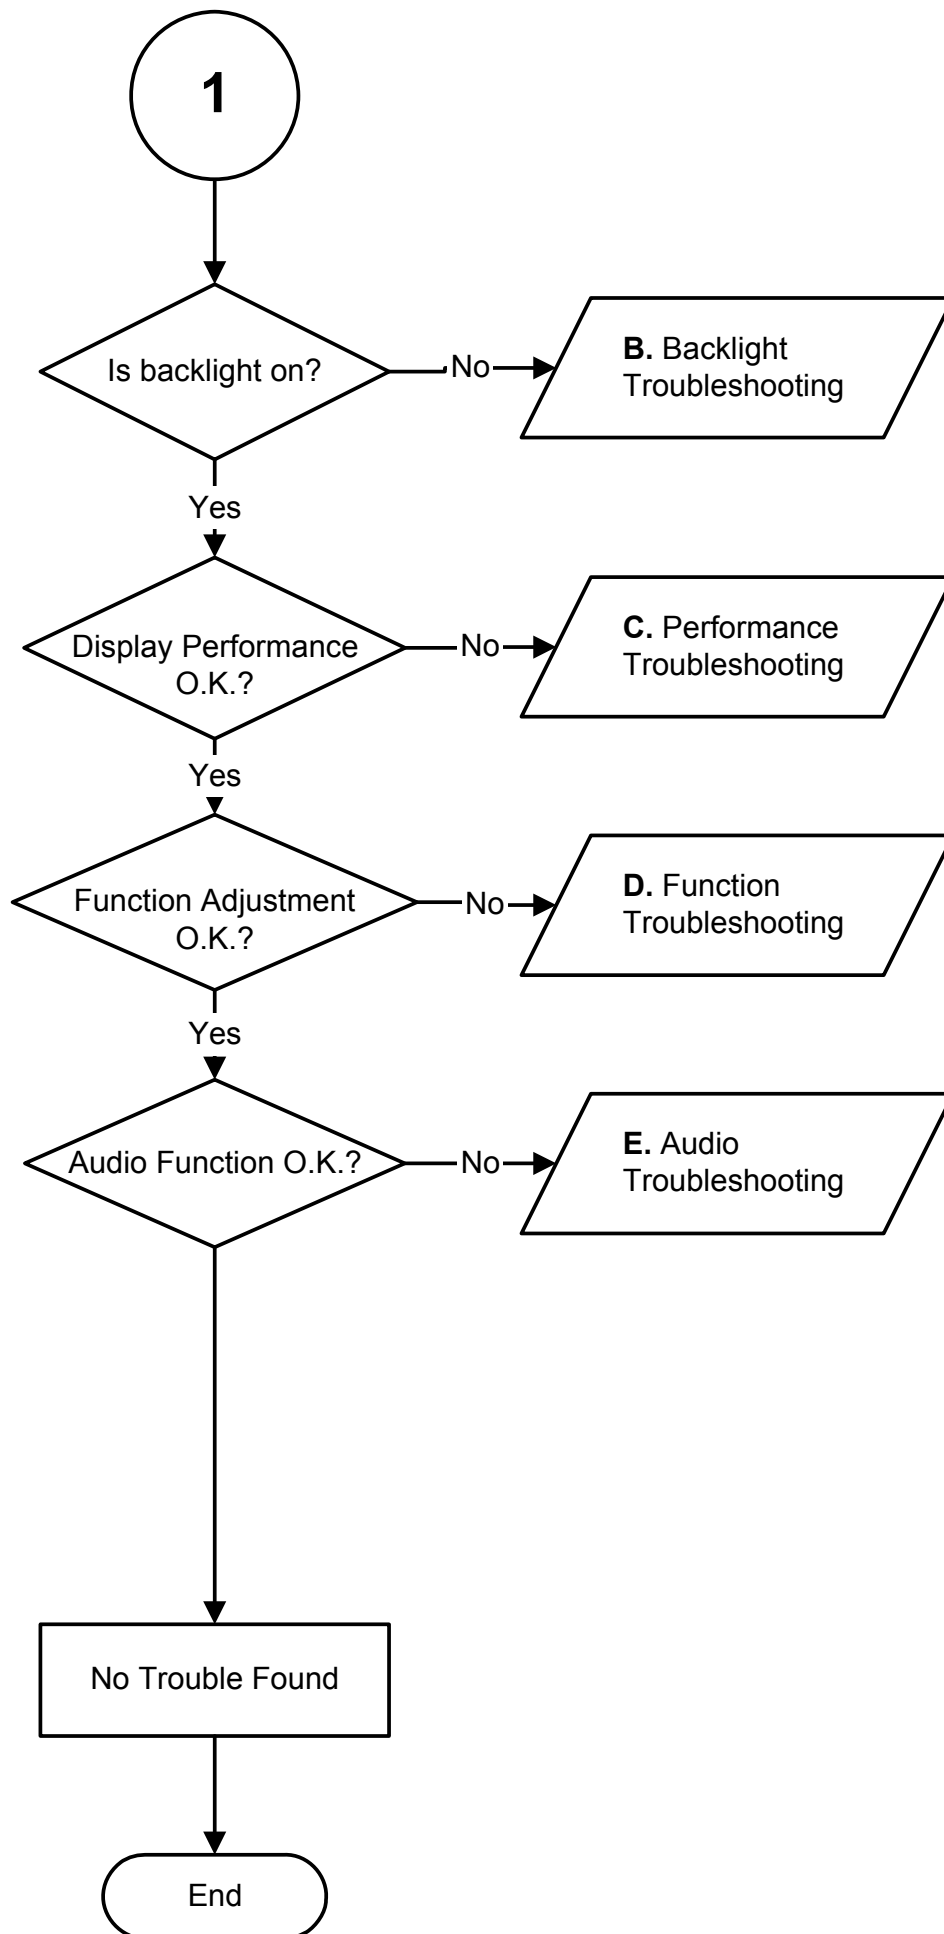 1
Is backlight on?
No
B. Backlight
Troubleshooting
Yes
Display Performance
O.K.?
No
C. Performance
Troubleshooting
Yes
Function Adjustment
O.K.?
No
D. Function
Troubleshooting
Yes
Audio Function O.K.?
No
E. Audio
Troubleshooting
No Trouble Found
End